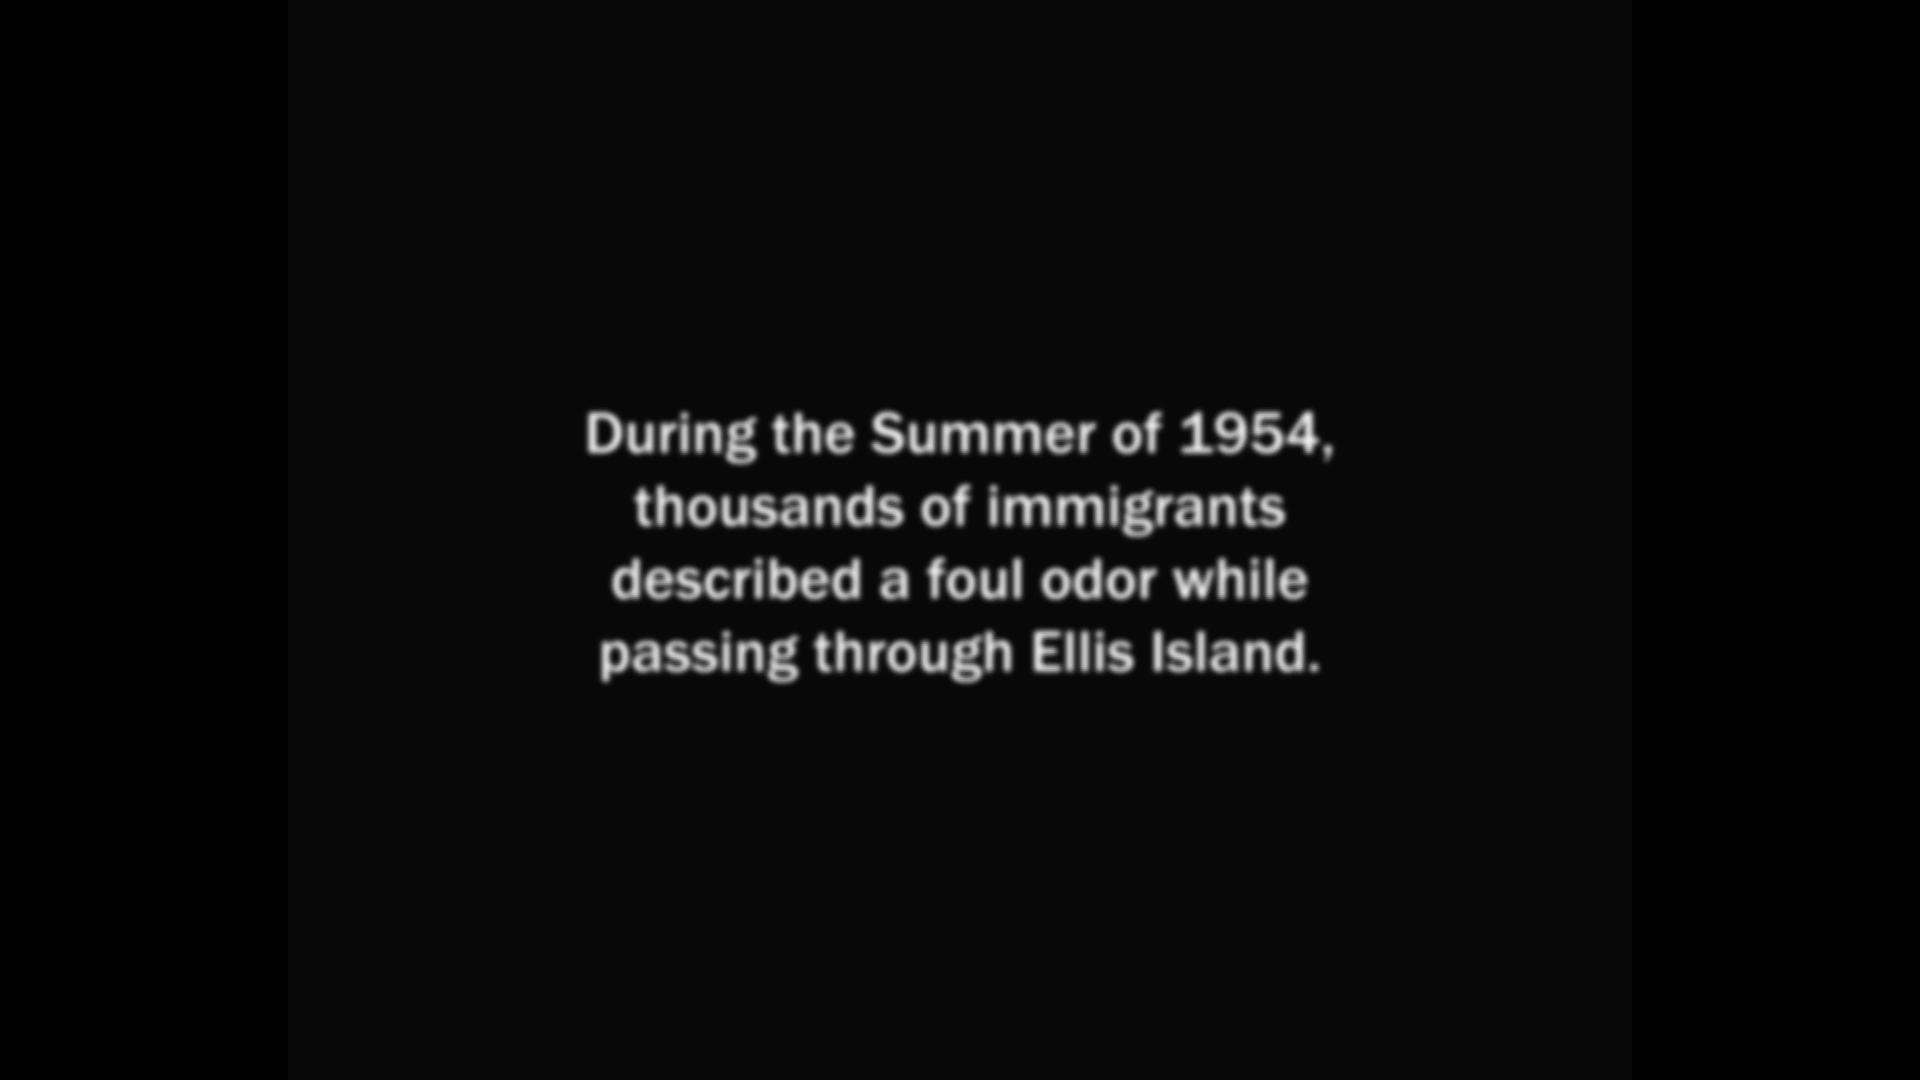 During the Summer of 1954,
thousands of immigrants
described a foul odor while
passing through Ellis Island.